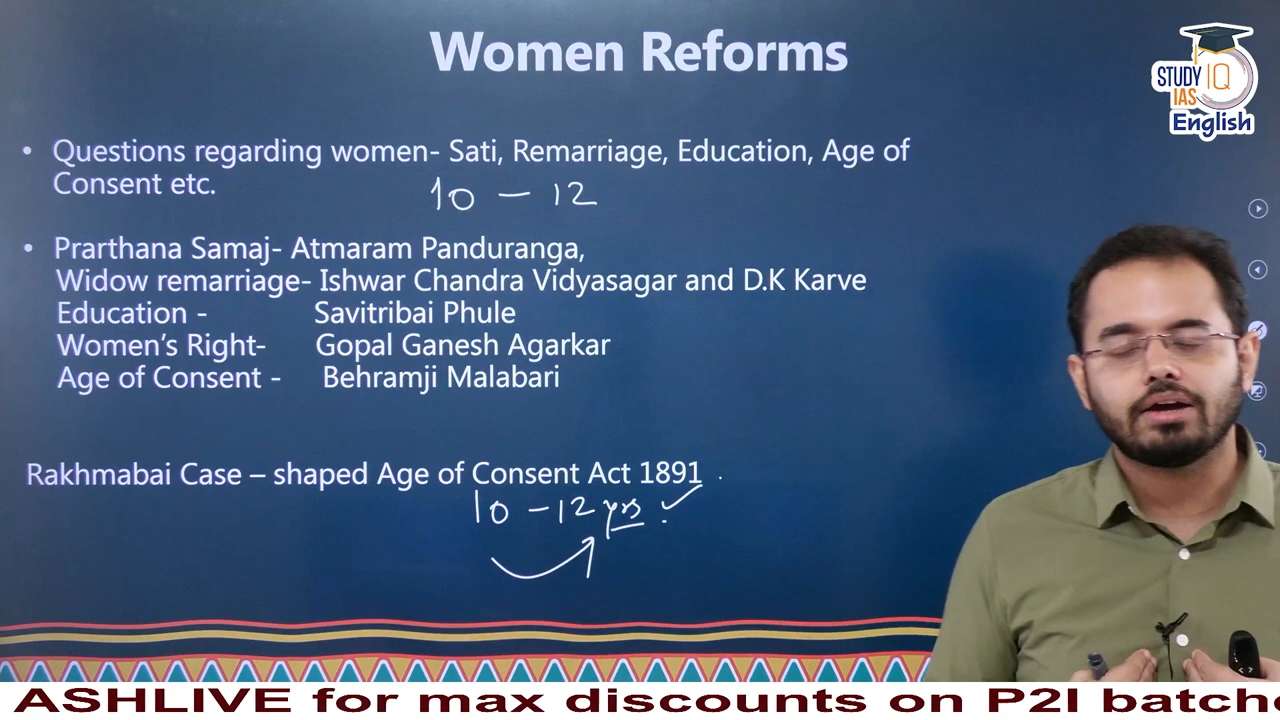 Women Reforms
STUDY IQ
IAS
English
• Questions regarding women- Sati, Remarriage, Education, Age of
Consent etc.
10 – 12
• Prarthana Samaj- Atmaram Panduranga,
Widow remarriage- Ishwar Chandra Vidyasagar and D.K Karve
Education - Savitribai Phule
Women’s Right- Gopal Ganesh Agarkar
Age of Consent - Behramji Malabari
Rakhmabai Case – shaped Age of Consent Act 1891
10 – 12 yrs
ASHLIVE for max discounts on P2I batche